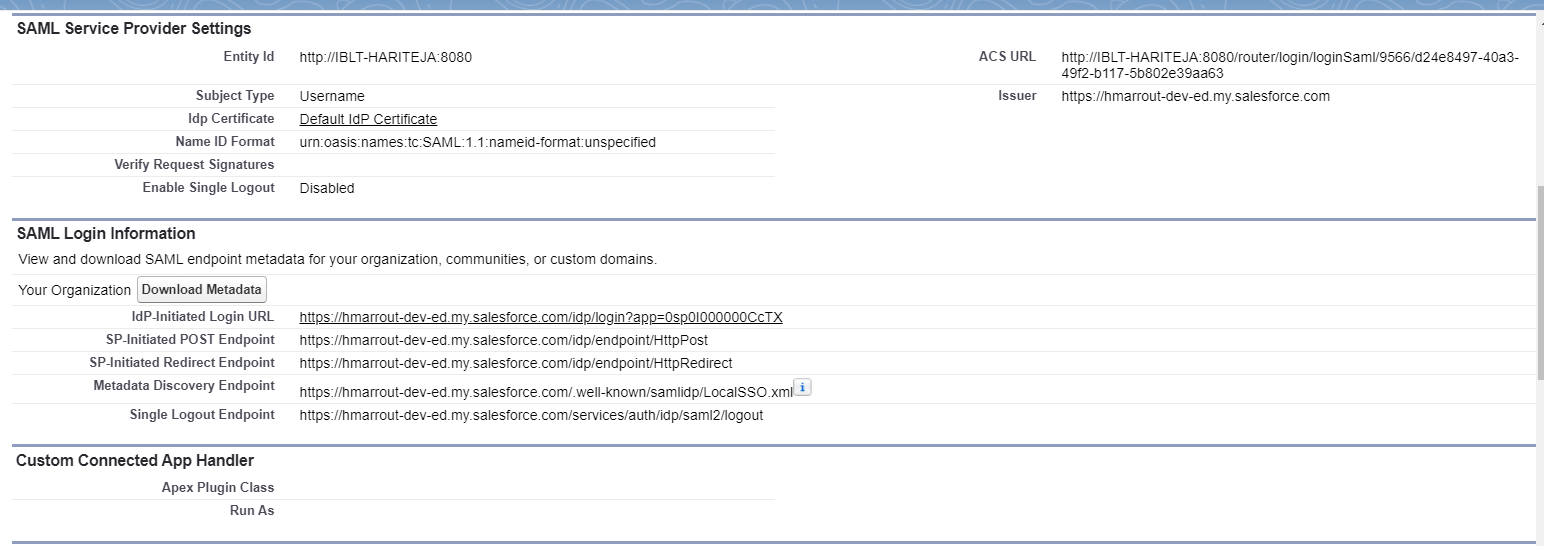 SAML Service Provider Settings
Entity Id http://IBLT-HARITEJA:8080
ACS URL http://IBLT-HARITEJA:8080/router/login/loginSaml/9566/d24e8497-40a3-
49f2-b117-5b802e39aa63
Subject Type Username
Issuer https://hmarrout-dev-ed.my.salesforce.com
Idp Certificate Default IdP Certificate
Name ID Format urn:oasis:names:tc:SAML:1.1:nameid-format:unspecified
Verify Request Signatures
Enable Single Logout Disabled
SAML Login Information
View and download SAML endpoint metadata for your organization, communities, or custom domains.
Your Organization Download Metadata
IdP-Initiated Login URL https://hmarrout-dev-ed.my.salesforce.com/idp/login?app=0sp0I000000CcTX
SP-Initiated POST Endpoint https://hmarrout-dev-ed.my.salesforce.com/idp/endpoint/HttpPost
SP-Initiated Redirect Endpoint https://hmarrout-dev-ed.my.salesforce.com/idp/endpoint/HttpRedirect
Metadata Discovery Endpoint https://hmarrout-dev-ed.my.salesforce.com/.well-known/samlidp/LocalSSO.xml i
Single Logout Endpoint https://hmarrout-dev-ed.my.salesforce.com/services/auth/idp/saml2/logout
Custom Connected App Handler
Apex Plugin Class
Run As